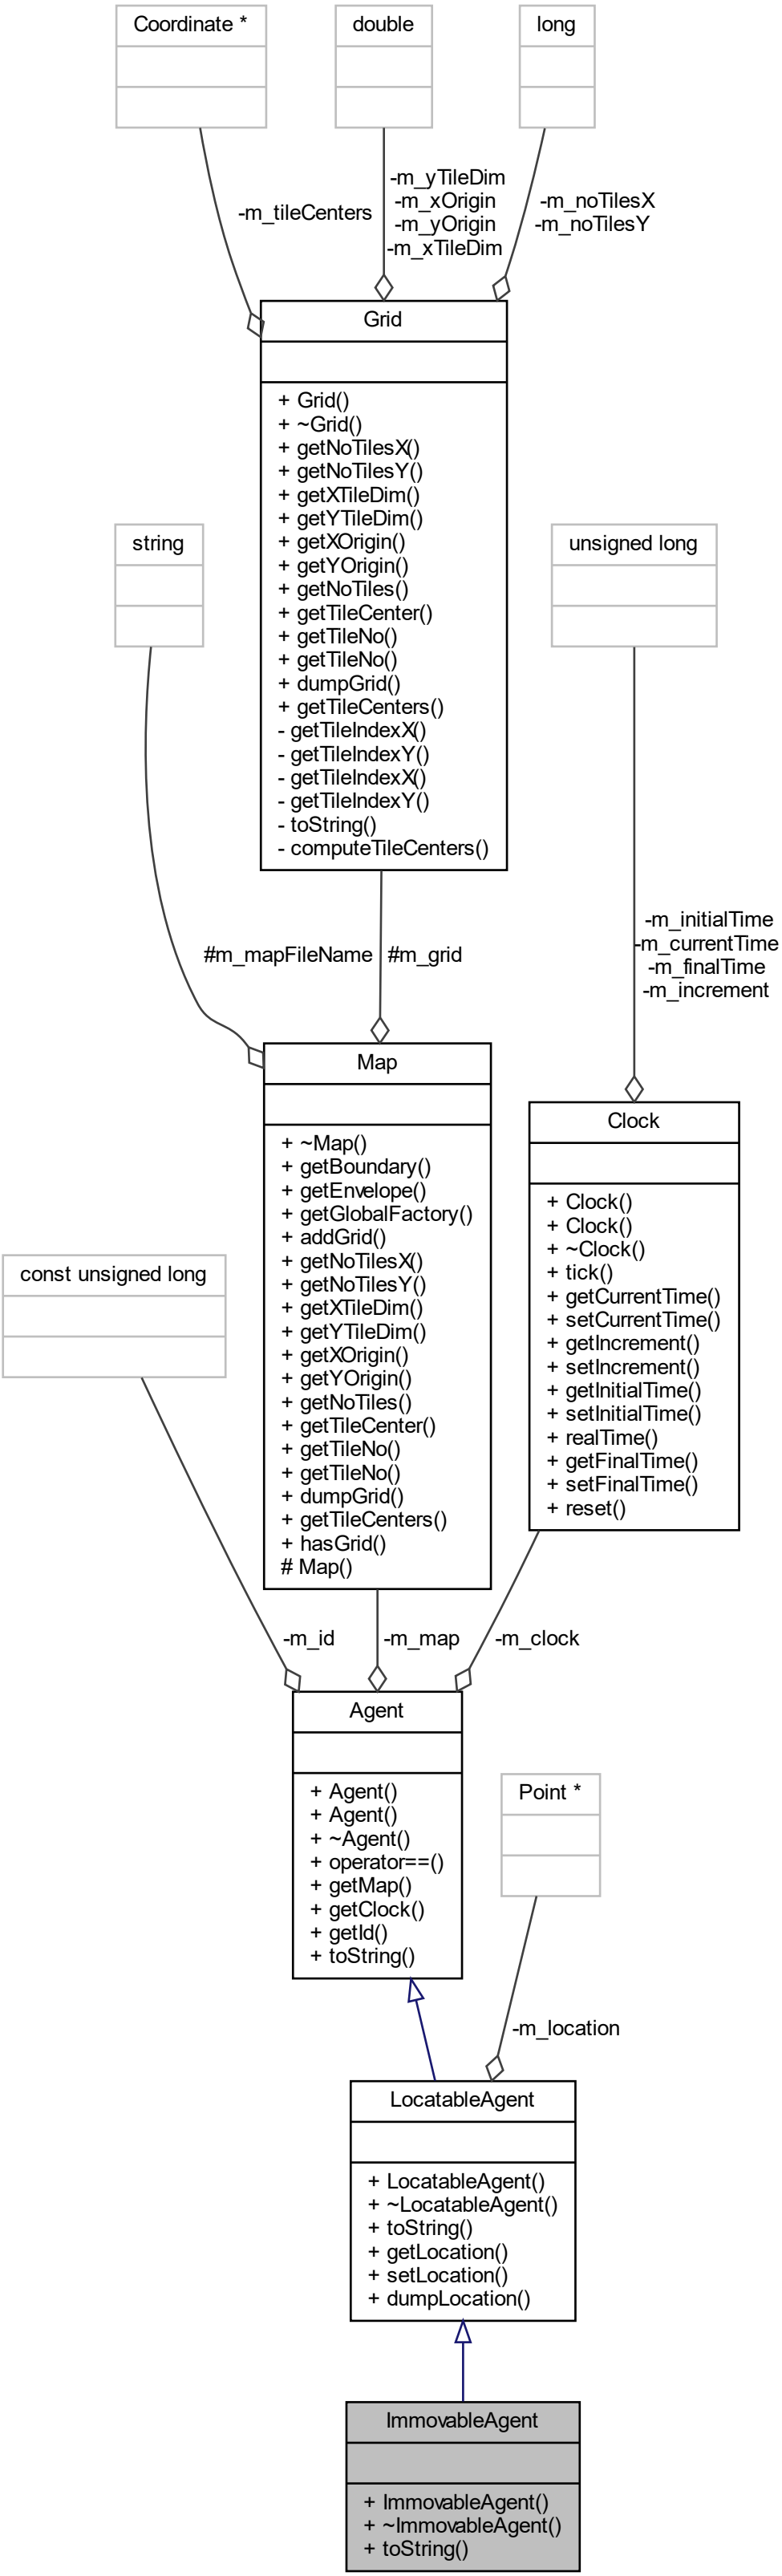 Coordinate *
double
long
-m_tileCenters
-m_yTileDim
-m_xOrigin
-m_yOrigin
-m_xTileDim
-m_noTilesX
-m_noTilesY
Grid
+ Grid()
+ ~Grid()
+ getNoTilesX()
+ getNoTilesY()
+ getXTileDim()
+ getYTileDim()
+ getXOrigin()
+ getYOrigin()
+ getNoTiles()
+ getTileCenter()
+ getTileNo()
+ getTileNo()
+ dumpGrid()
+ getTileCenters()
- getTileIndexX()
- getTileIndexY()
- getTileIndexX()
- getTileIndexY()
- toString()
- computeTileCenters()
string
unsigned long
#m_mapFileName
#m_grid
-m_initialTime
-m_currentTime
-m_finalTime
-m_increment
Map
+ ~Map()
+ getBoundary()
+ getEnvelope()
+ getGlobalFactory()
+ addGrid()
+ getNoTilesX()
+ getNoTilesY()
+ getXTileDim()
+ getYTileDim()
+ getXOrigin()
+ getYOrigin()
+ getNoTiles()
+ getTileCenter()
+ getTileNo()
+ getTileNo()
+ dumpGrid()
+ getTileCenters()
+ hasGrid()
# Map()
Clock
+ Clock()
+ Clock()
+ ~Clock()
+ tick()
+ getCurrentTime()
+ setCurrentTime()
+ getIncrement()
+ setIncrement()
+ getInitialTime()
+ setInitialTime()
+ realTime()
+ getFinalTime()
+ setFinalTime()
+ reset()
const unsigned long
-m_id
-m_map
-m_clock
Agent
+ Agent()
+ Agent()
+ ~Agent()
+ operator==()
+ getMap()
+ getClock()
+ getId()
+ toString()
Point *
-m_location
LocatableAgent
+ LocatableAgent()
+ ~LocatableAgent()
+ toString()
+ getLocation()
+ setLocation()
+ dumpLocation()
ImmovableAgent
+ ImmovableAgent()
+ ~ImmovableAgent()
+ toString()